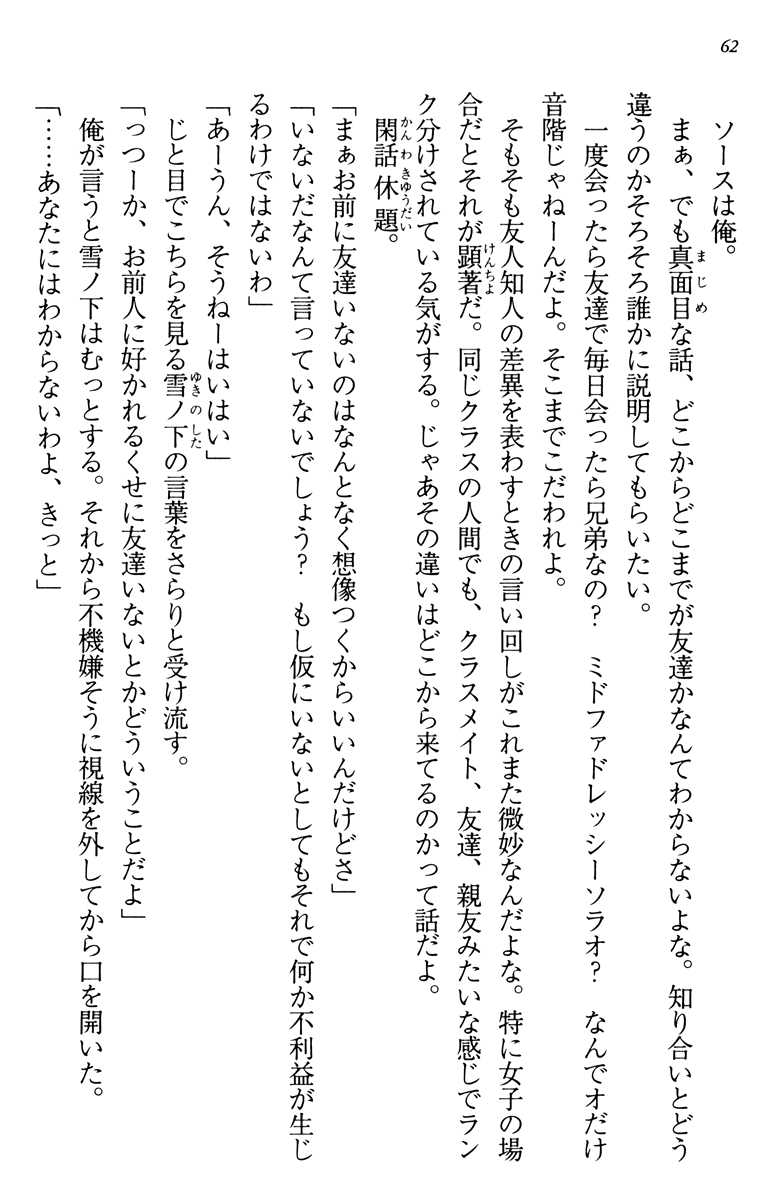 62
ソースは俺。
まぁ、でも真面目な話、どこからどこまでが友達かなんてわからないよな。知り合いとどう
違うのかそろそろ誰かに説明してもらいたい。
一度会ったら友達で毎日会ったら兄弟なの?　ミドファドレッシーソラオ?　なんでオだけ
音階じゃねーんだよ。そこまでこだわれよ。
そもそも友人知人の差異を表わすときの言い回しがこれまた微妙なんだよな。特に女子の場
合だとそれが顕著だ。同じクラスの人間でも、クラスメイト、友達、親友みたいな感じでラン
ク分けされている気がする。じゃあその違いはどこから来てるのかって話だよ。
閑話休題。
「まぁお前に友達いないのはなんとなく想像つくからいいんだけどさ」
「いないだなんて言っていないでしょう?　もし仮にいないとしてもそれで何か不利益が生じ
るわけではないわ」
「あーうん、そうねーはいはい」
じと目でこちらを見る雪ノ下の言葉をさらりと受け流す。
「っつーか、お前人に好かれるくせに友達いないとかどういうことだよ」
俺が言うと雪ノ下はむっとする。それから不機嫌そうに視線を外してから口を開いた。
「……あなたにはわからないわよ、きっと」